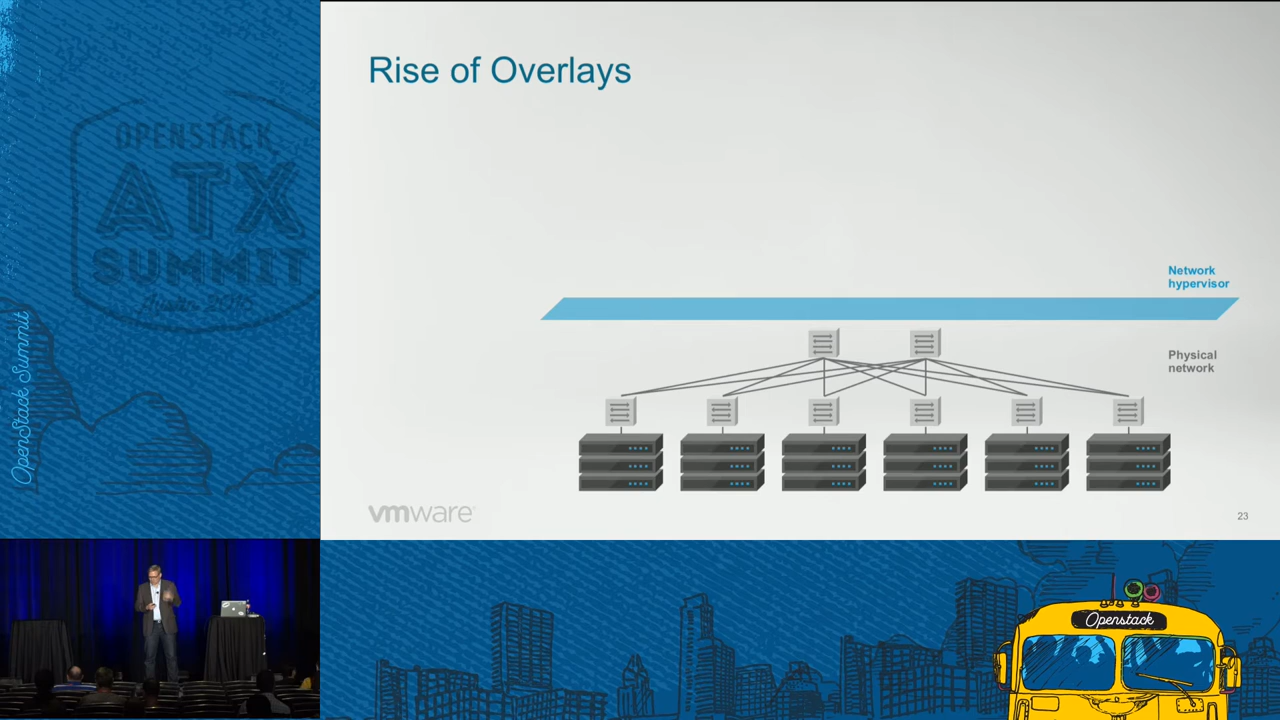 OPENSTACK
ATX
SUMMIT
Austin 2016
OpenStack Summit
Rise of Overlays
Network
hypervisor
Physical
network
vmware
23
Openstack